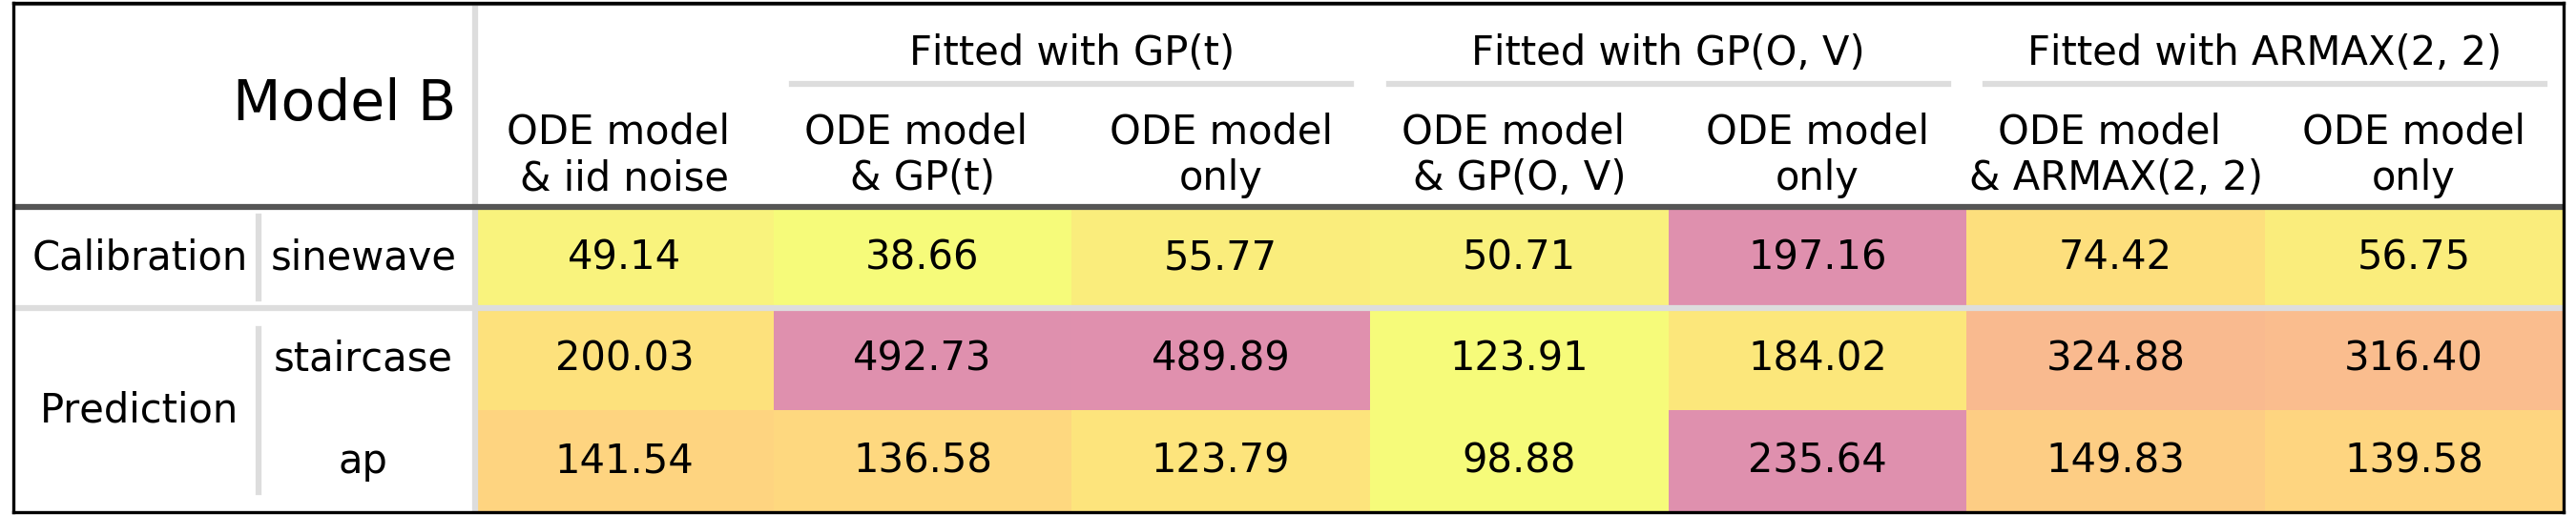 Model B
Fitted with GP(t) Fitted with GP(O, V) Fitted with ARMAX(2, 2)
ODE model ODE model ODE model ODE model ODE model ODE model ODE model
& iid noise & GP(t) only & GP(O, V) only & ARMAX(2, 2) only
Calibration sinewave 49.14 38.66 55.77 50.71 197.16 74.42 56.75
Prediction
staircase 200.03 492.73 489.89 123.91 184.02 324.88 316.40
ap 141.54 136.58 123.79 98.88 235.64 149.83 139.58